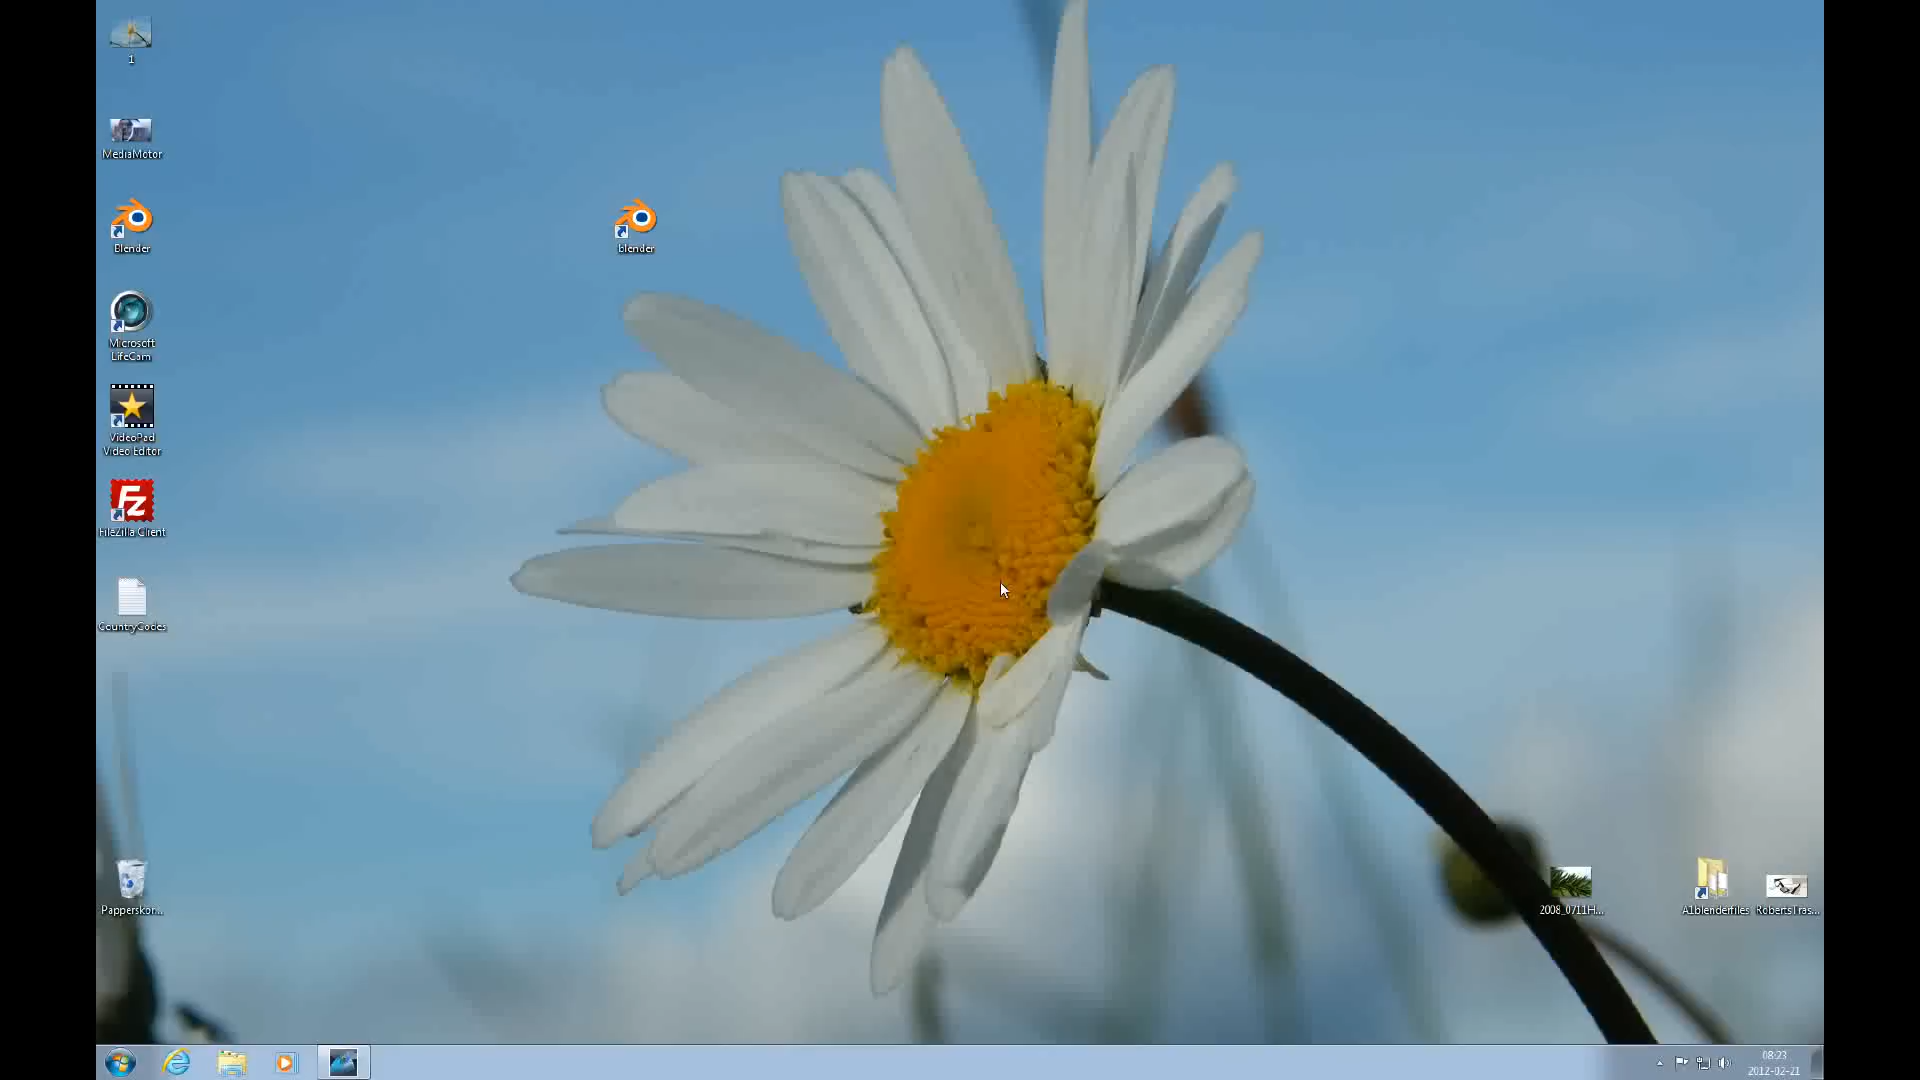 1
MediaMotor
Blender
blender
Microsoft
LifeCam
VideoPad
Video Editor
FileZilla Client
CountryCodes
Papperskor...
2008_0711H...
A1blenderfiles
RobertsTras...
08:23
2012-02-21